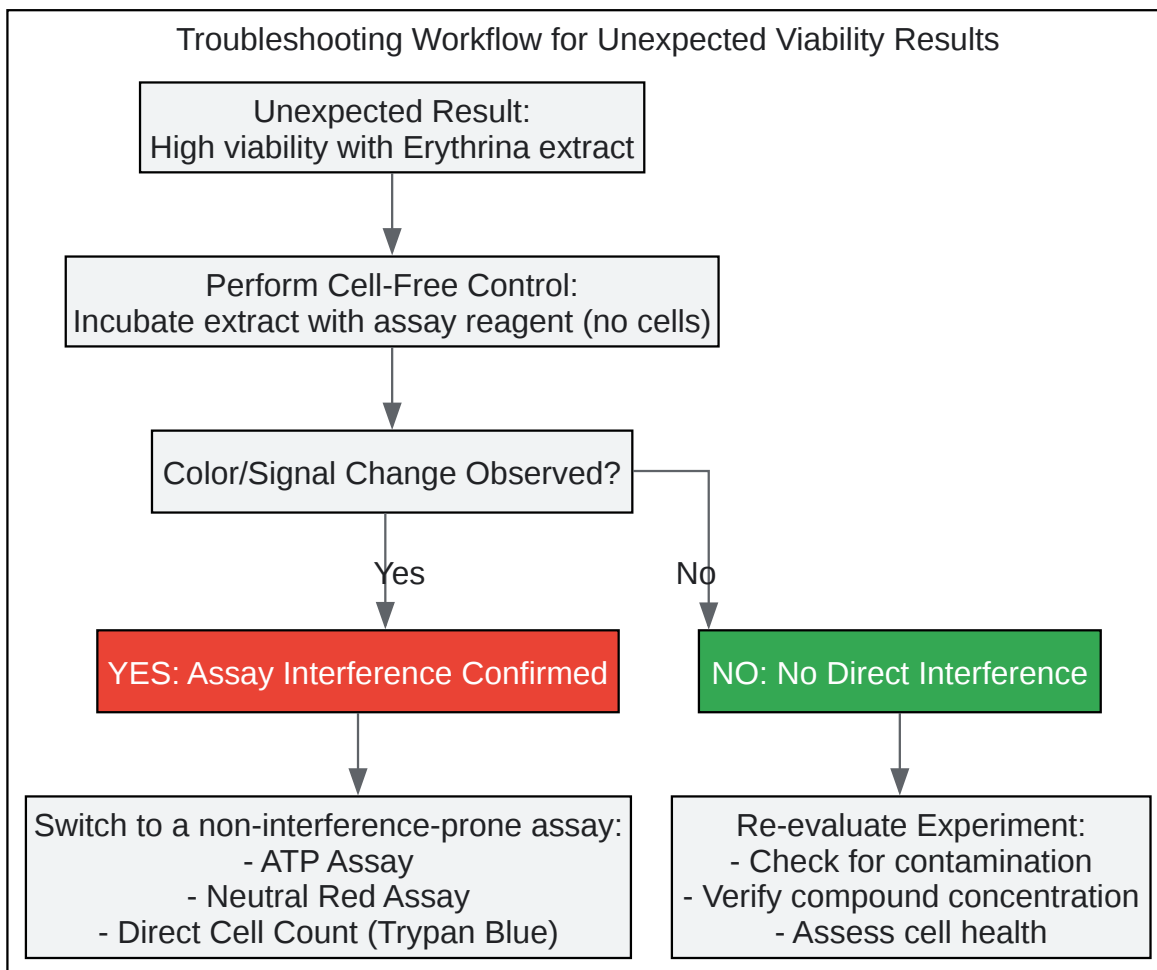 Troubleshooting Workflow for Unexpected Viability Results
Unexpected Result:
High viability with Erythrina extract
Perform Cell-Free Control:
Incubate extract with assay reagent (no cells)
Color/Signal Change Observed?
Yes
No
YES: Assay Interference Confirmed
NO: No Direct Interference
Switch to a non-interference-prone assay:
- ATP Assay
- Neutral Red Assay
- Direct Cell Count (Trypan Blue)
Re-evaluate Experiment:
- Check for contamination
- Verify compound concentration
- Assess cell health